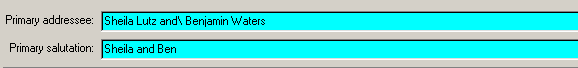 Primary addressee: Sheila Lutz and\ Benjamin Waters
Primary salutation: Sheila and Ben